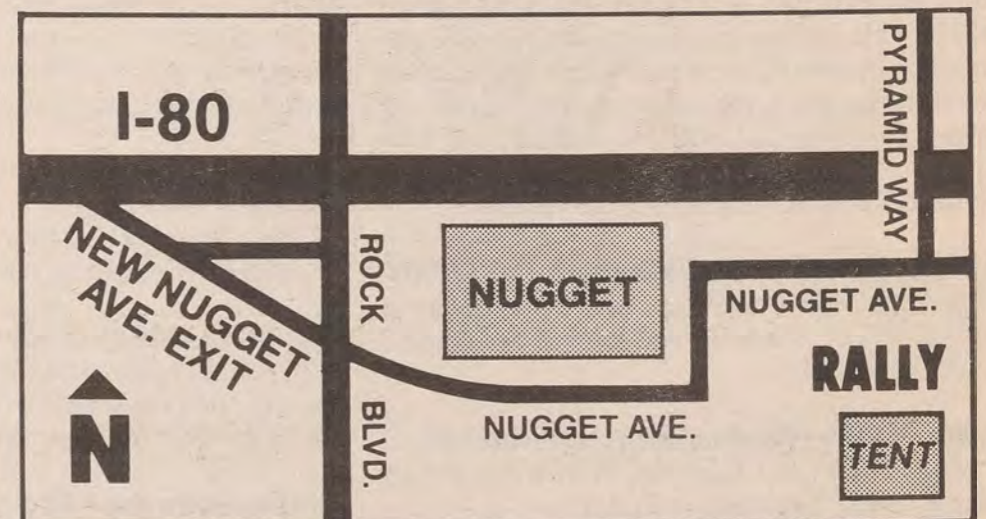 I-80
PYRAMID WAY
NEW NUGGET
AVE. EXIT
ROCK BLVD.
NUGGET
NUGGET AVE.
RALLY
TENT
NUGGET AVE.
N